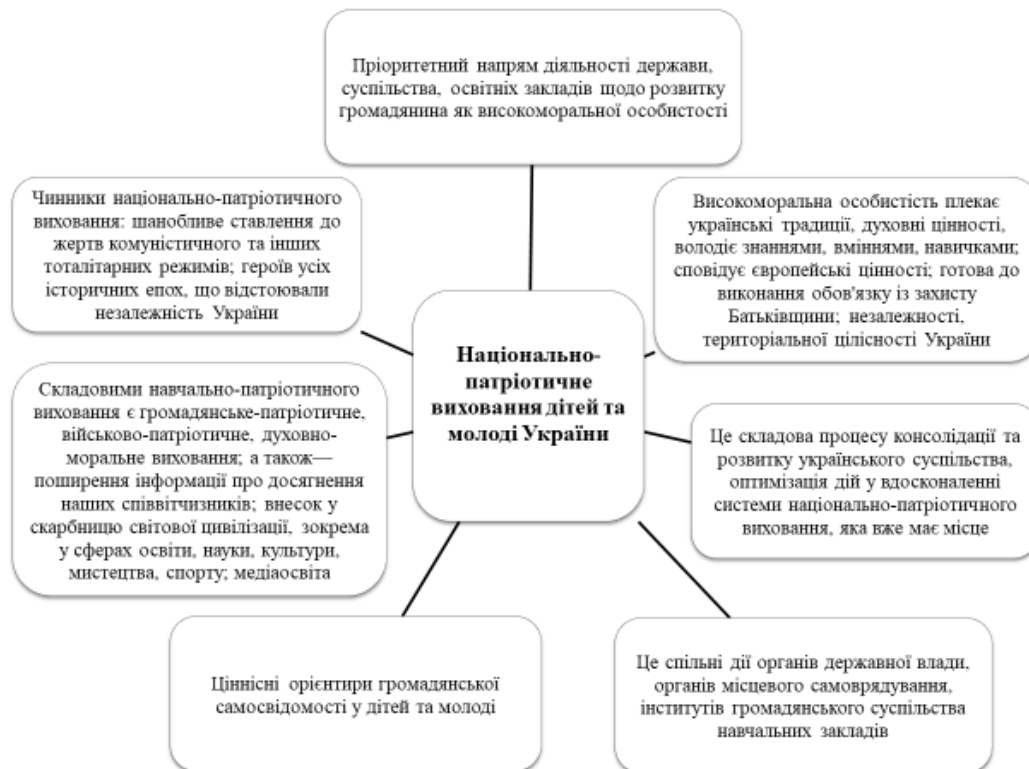 Пріоритетний напрям діяльності держави,
суспільства, освітніх закладів щодо розвитку
громадянина як високоморальної особистості
Чинники національно-патріотичного
виховання: шанобливе ставлення до
жертв комуністичного та інших
тоталітарних режимів; героїв усіх
історичних епох, що відстоювали
незалежність України
Високоморальна особистість плекає
українські традиції, духовні цінності,
володіє знаннями, вміннями, навичками;
сповідує європейські цінності; готова до
виконання обов'язку із захисту
Батьківщини; незалежності,
територіальної цілісності України
Національно-
патріотичне
виховання дітей та
молоді України
Складовими навчально-патріотичного
виховання є громадянське-патріотичне,
військово-патріотичне, духовно-
моральне виховання; а також—
поширення інформації про досягнення
наших співвітчизників; внесок у
скарбницю світової цивілізації, зокрема
у сферах освіти, науки, культури,
мистецтва, спорту; медіаосвіта
Це складова процесу консолідації та
розвитку українського суспільства,
оптимізація дій у вдосконаленні
системи національно-патріотичного
виховання, яка вже має місце
Ціннісні орієнтири громадянської
самосвідомості у дітей та молоді
Це спільні дії органів державної влади,
органів місцевого самоврядування,
інститутів громадянського суспільства
навчальних закладів